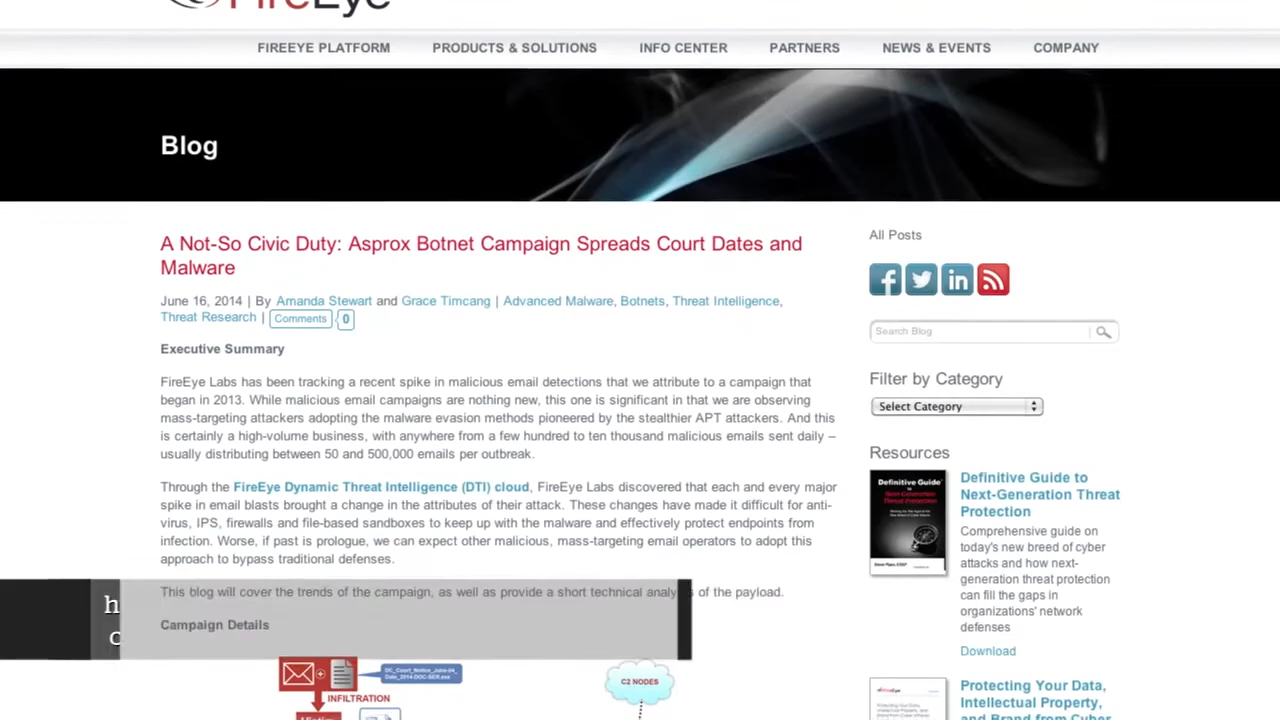 FireEye
FIREEYE PLATFORM PRODUCTS & SOLUTIONS INFO CENTER PARTNERS NEWS & EVENTS COMPANY
Blog
A Not-So Civic Duty: Asprox Botnet Campaign Spreads Court Dates and
Malware
June 16, 2014 | By Amanda Stewart and Grace Timcang | Advanced Malware, Botnets, Threat Intelligence,
Threat Research | Comments 0
Executive Summary
FireEye Labs has been tracking a recent spike in malicious email detections that we attribute to a campaign that
began in 2013. While malicious email campaigns are nothing new, this one is significant in that we are observing
mass-targeting attackers adopting the malware evasion methods pioneered by the stealthier APT attackers. And this
is certainly a high-volume business, with anywhere from a few hundred to ten thousand malicious emails sent daily –
usually distributing between 50 and 500,000 emails per outbreak.
Through the FireEye Dynamic Threat Intelligence (DTI) cloud, FireEye Labs discovered that each and every major
spike in email blasts brought a change in the attributes of their attack. These changes have made it difficult for anti-
virus, IPS, firewalls and file-based sandboxes to keep up with the malware and effectively protect endpoints from
infection. Worse, if past is prologue, we can expect other malicious, mass-targeting email operators to adopt this
approach to bypass traditional defenses.
This blog will cover the trends of the campaign, as well as provide a short technical analysis of the payload.
Campaign Details
h
c
DC_Court_Notice_June-04_
Date_2014-DOC-SER.exe
INFILTRATION
C2 NODES
All Posts
Search Blog
Filter by Category
Select Category
Resources
Definitive Guide
Definitive Guide to
Next-Generation Threat
Protection
Comprehensive guide on
today's new breed of cyber
attacks and how next-
generation threat protection
can fill the gaps in
organizations' network
defenses
Download
Protecting Your Data,
Intellectual Property,
and Brand from Cyber